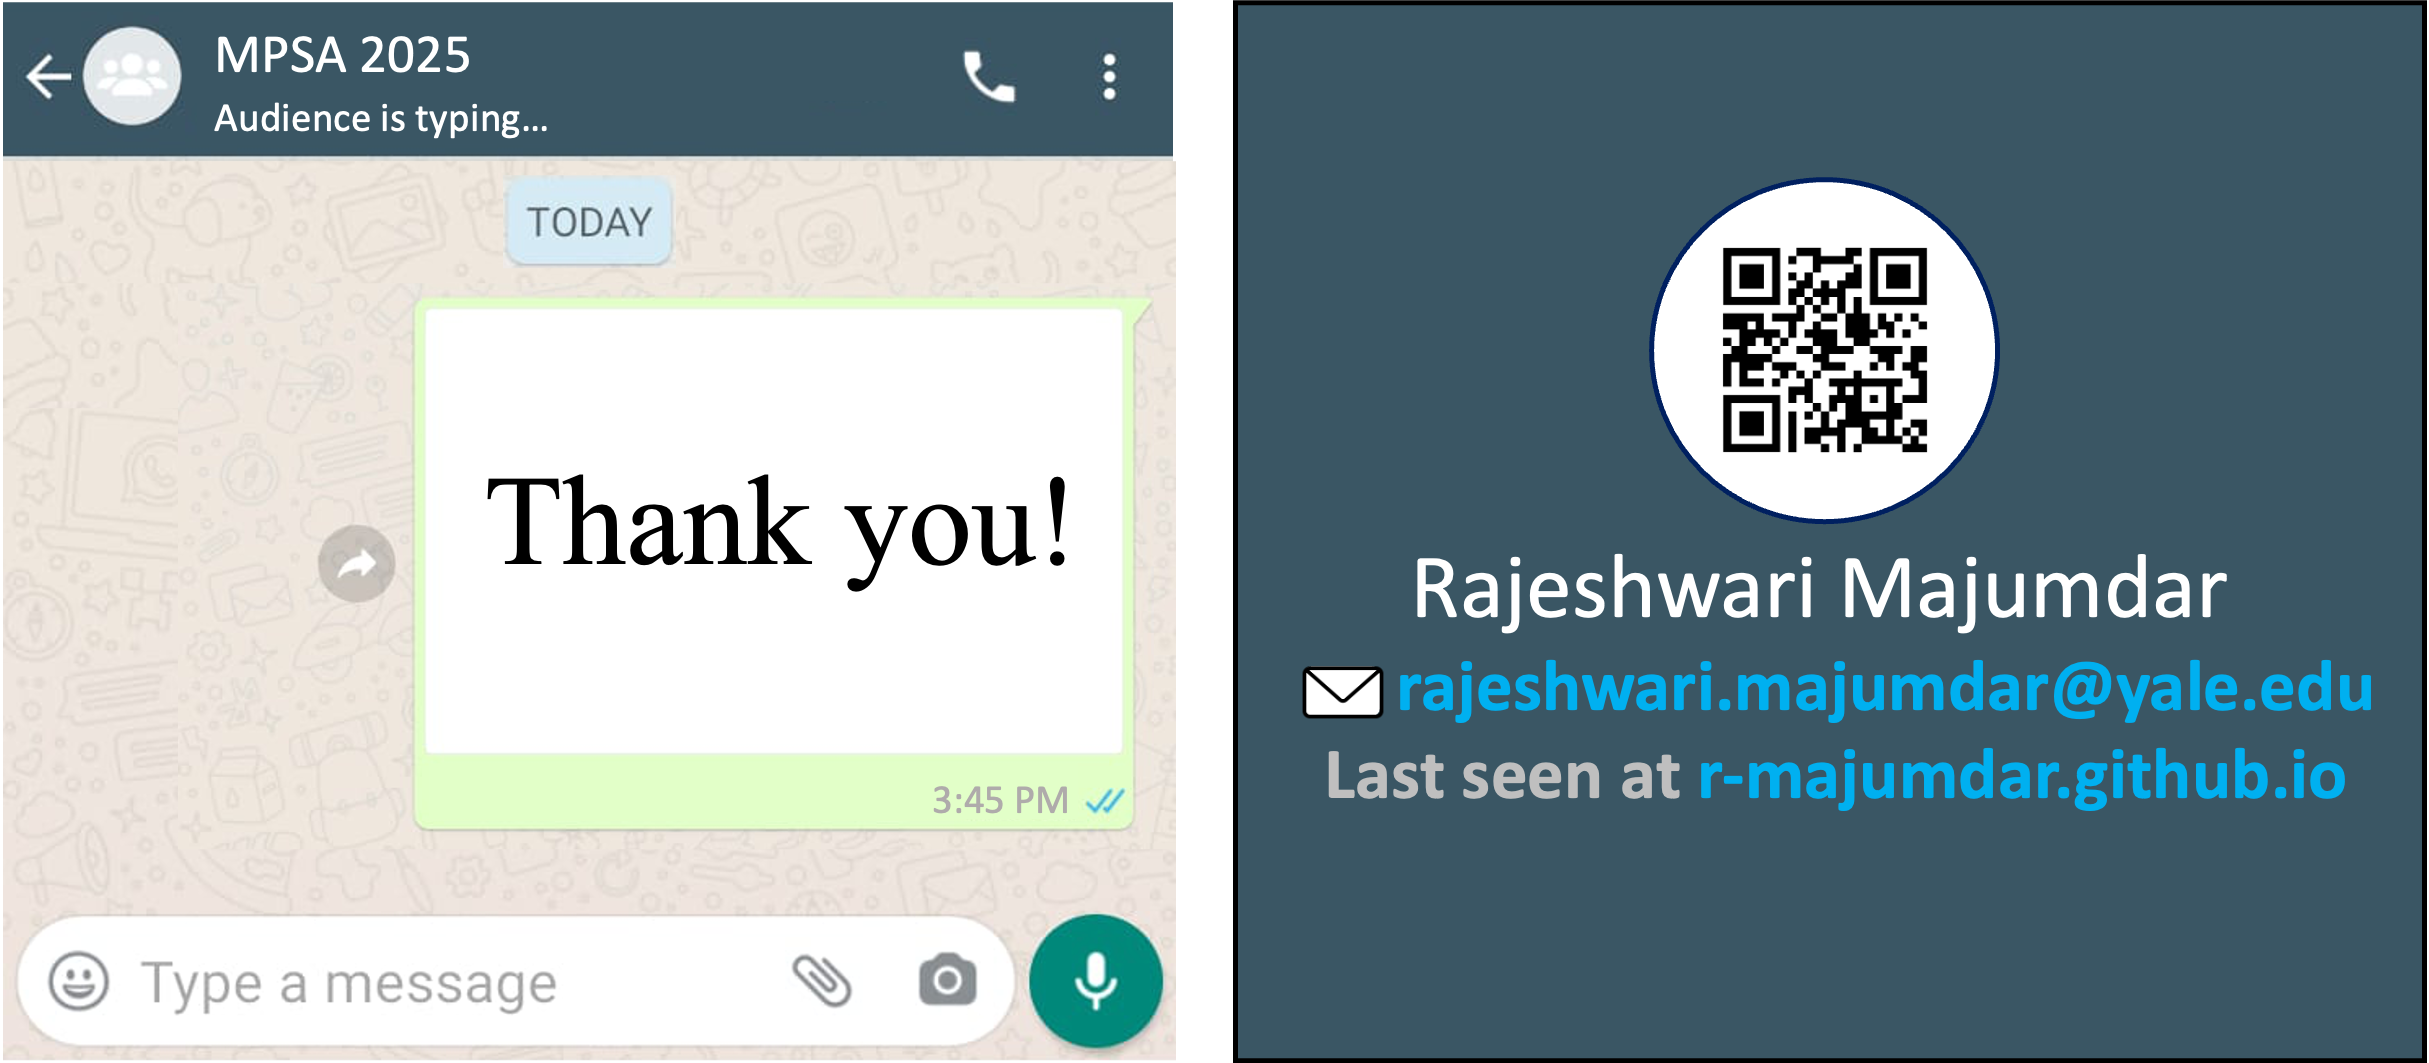 MPSA 2025
Audience is typing...
TODAY
Thank you!
3:45 PM
Type a message
Rajeshwari Majumdar
rajeshwari.majumdar@yale.edu
Last seen at r-majumdar.github.io